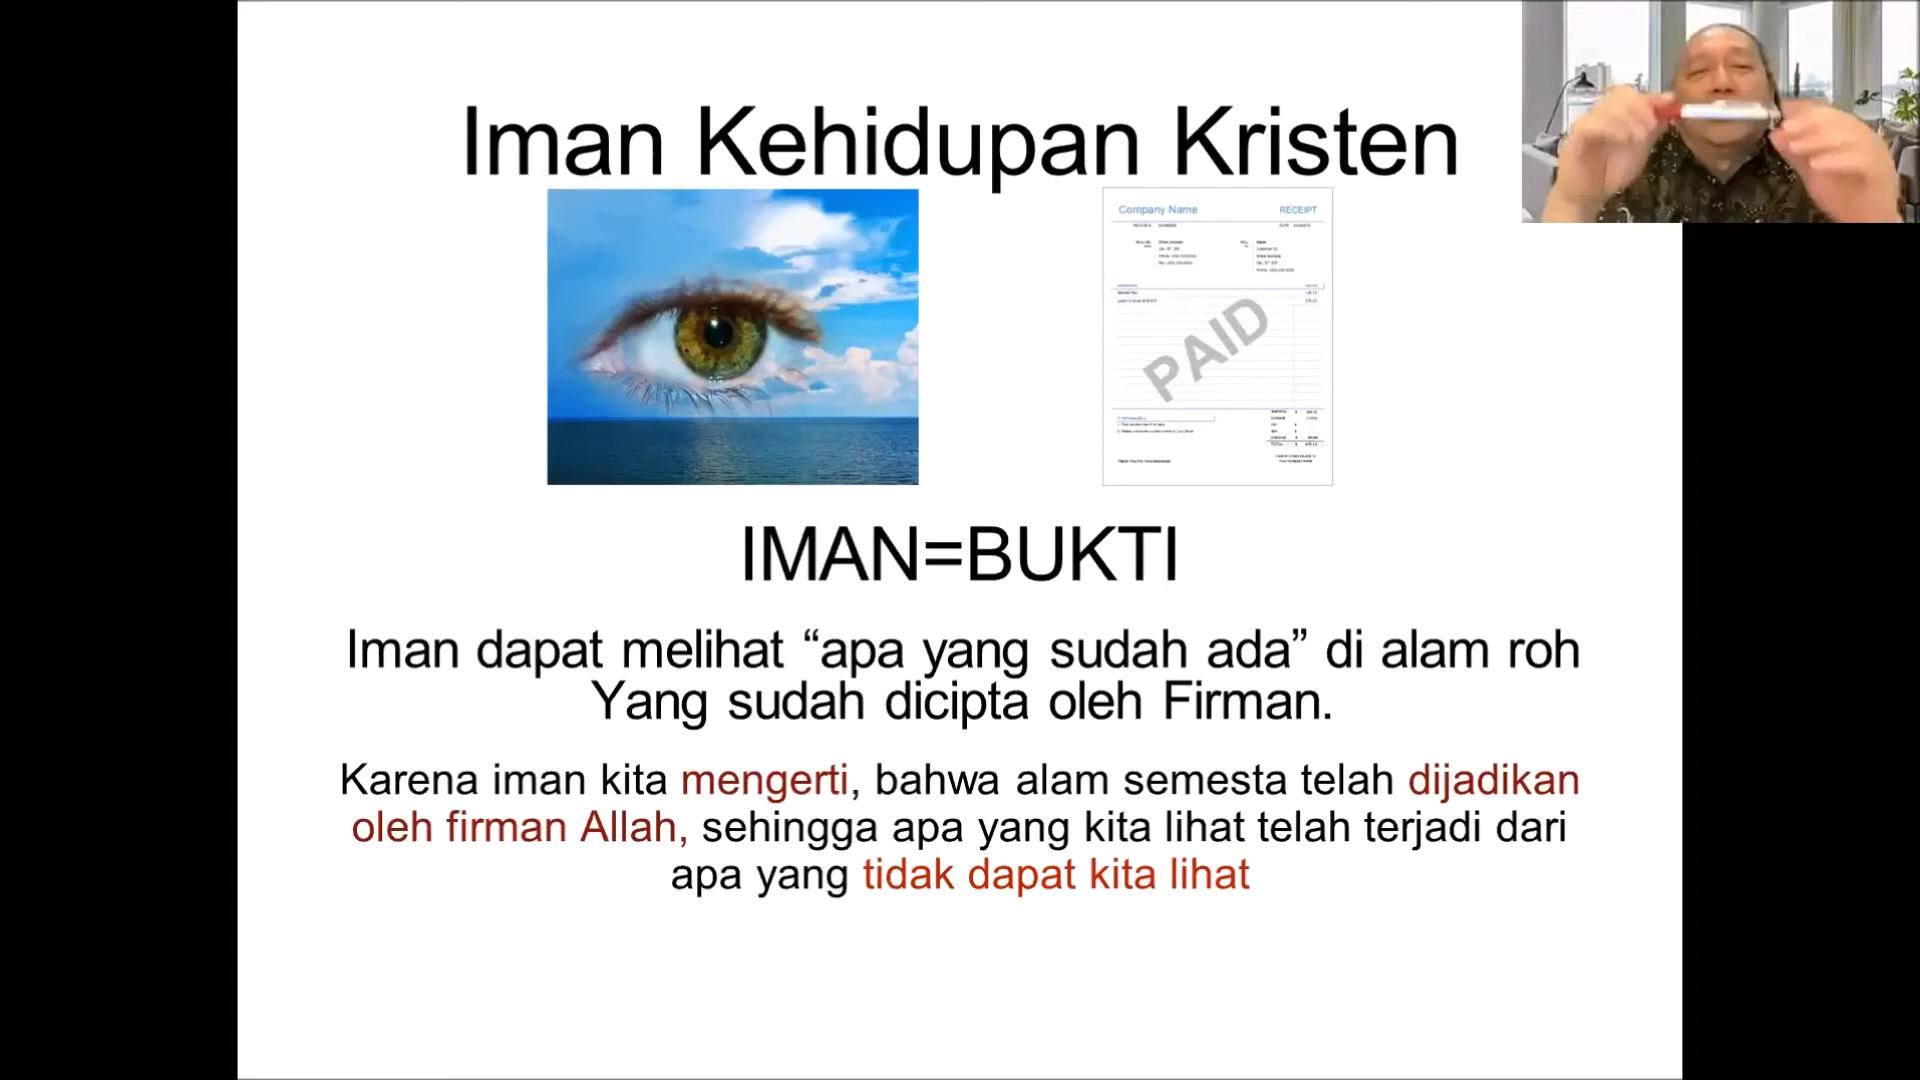 Iman Kehidupan Kristen
Company Name
RECEIPT
PAID
IMAN=BUKTI
Iman dapat melihat “apa yang sudah ada” di alam roh
Yang sudah dicipta oleh Firman.
Karena iman kita mengerti, bahwa alam semesta telah dijadikan
oleh firman Allah, sehingga apa yang kita lihat telah terjadi dari
apa yang tidak dapat kita lihat